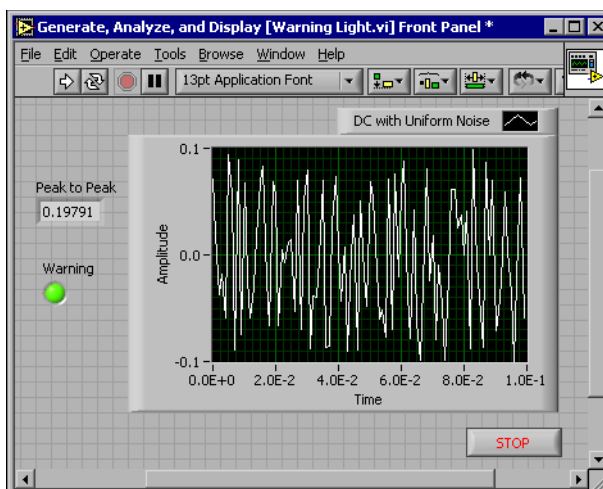 Generate, Analyze, and Display [Warning Light.vi] Front Panel *
File Edit Operate Tools Browse Window Help
13pt Application Font
DC with Uniform Noise
Peak to Peak
0.19791
Warning
Amplitude
0.1
0.0
-0.1
0.0E+0 2.0E-2 4.0E-2 6.0E-2 8.0E-2 1.0E-1
Time
STOP